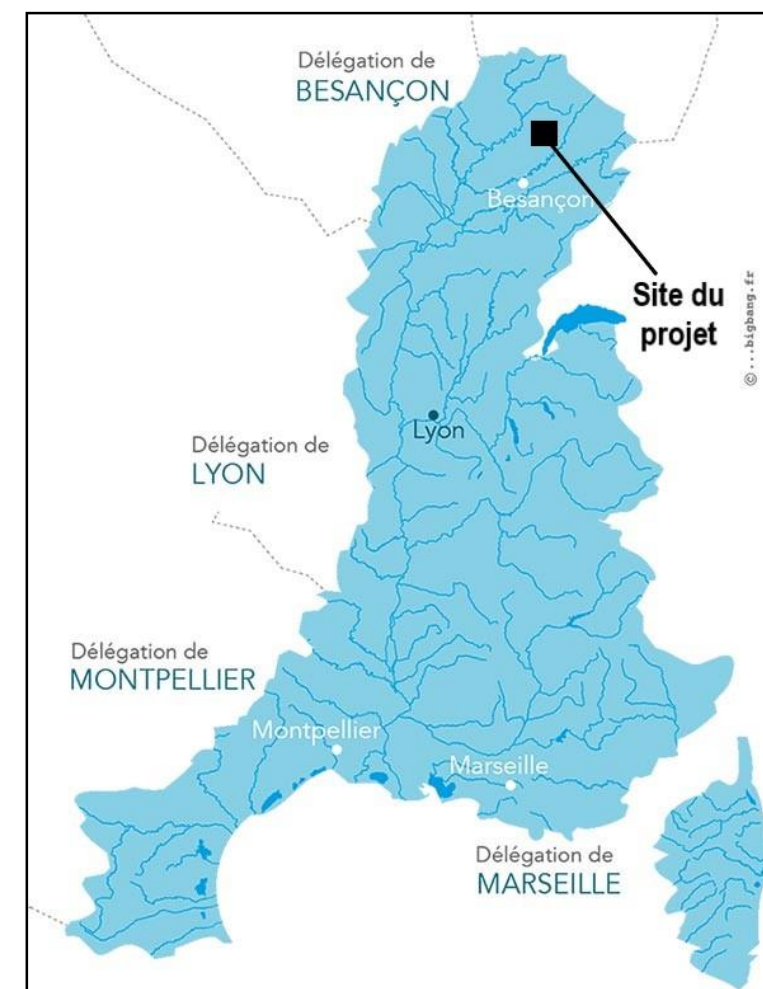 Délégation de
BESANÇON
Besançon
Site du
projet
© ...bigbang.fr
Lyon
Délégation de
LYON
Délégation de
MONTPELLIER
Montpellier
Marseille
Délégation de
MARSEILLE